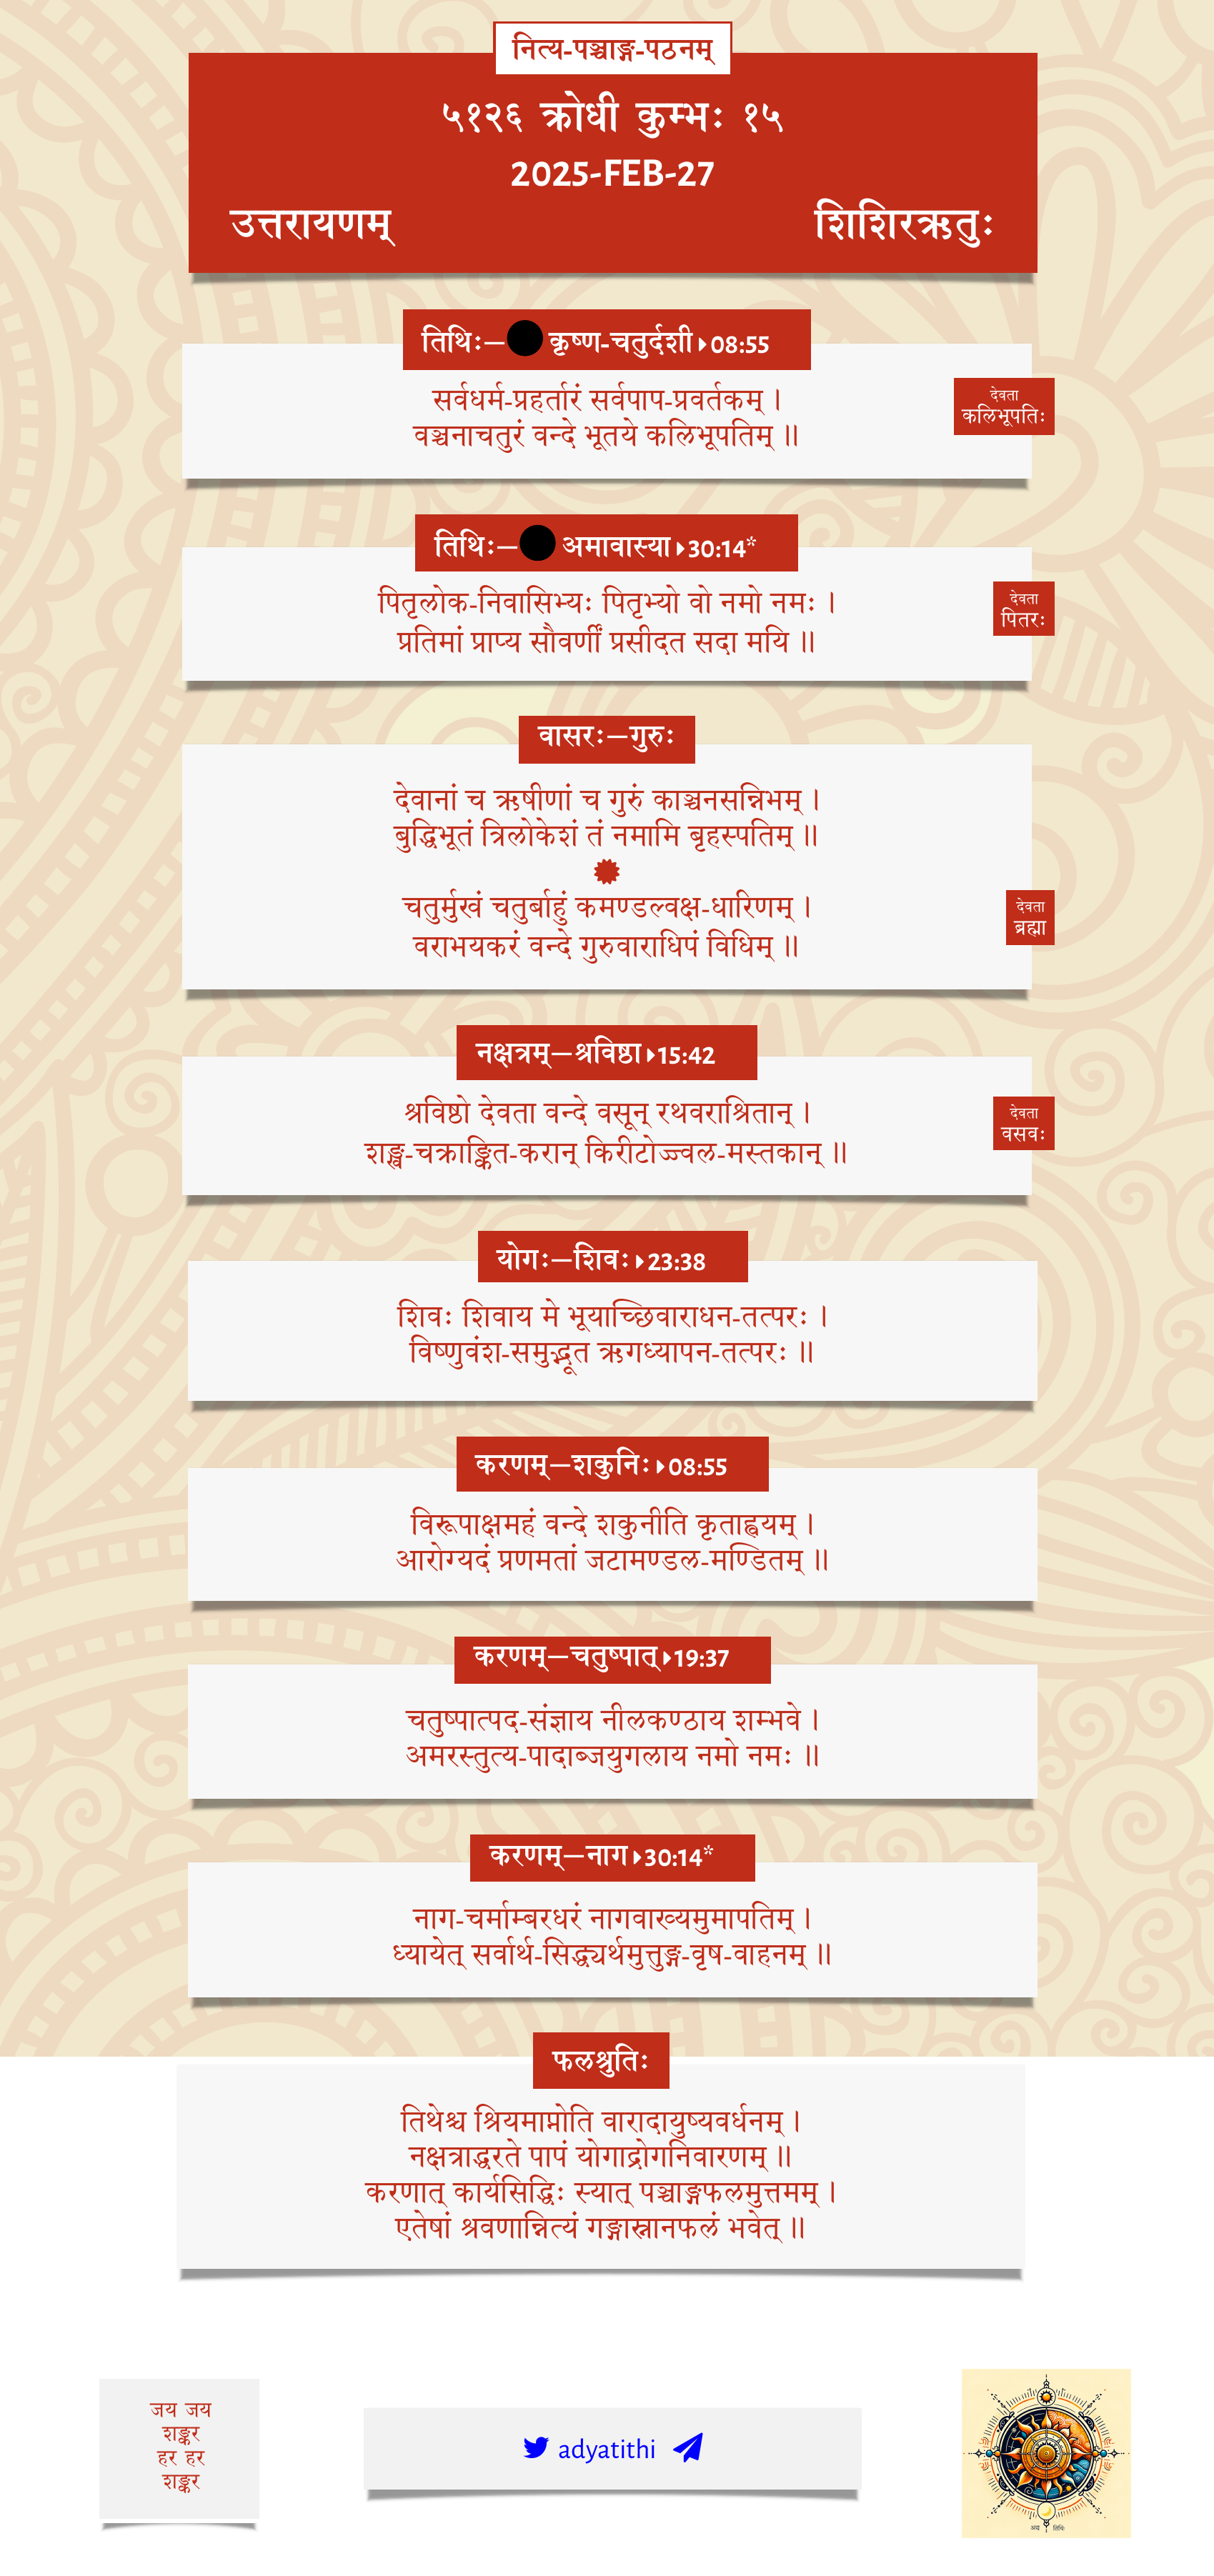 नित्य-पञ्चाङ्ग-पठनम्
५१२६ क्रोधी कुम्भः १५
2025-FEB-27
उत्तरायणम् शिशिरऋतुः
तिथिः—कृष्ण-चतुर्दशी 08:55
सर्वधर्म-प्रहर्तारं सर्वपाप-प्रवर्तकम् ।
वञ्चनाचतुरं वन्दे भूतये कलिभूपतिम् ॥
देवता
कलिभूपतिः
तिथिः—अमावास्या 30:14*
पितृलोक-निवासिभ्यः पितृभ्यो वो नमो नमः ।
प्रतिमां प्राप्य सौवर्णीं प्रसीदत सदा मयि ॥
देवता
पितरः
वासरः—गुरुः
देवानां च ऋषीणां च गुरुं काञ्चनसन्निभम् ।
बुद्धिभूतं त्रिलोकेशं तं नमामि बृहस्पतिम् ॥
चतुर्मुखं चतुर्बाहुं कमण्डल्वक्ष-धारिणम् ।
वराभयकरं वन्दे गुरुवाराधिपं विधिम् ॥
देवता
ब्रह्मा
नक्षत्रम्—श्रविष्ठा 15:42
श्रविष्ठो देवता वन्दे वसून् रथवराश्रितान् ।
शङ्ख-चक्राङ्कित-करान् किरीटोज्ज्वल-मस्तकान् ॥
देवता
वसवः
योगः—शिवः 23:38
शिवः शिवाय मे भूयाच्छिवाराधन-तत्परः ।
विष्णुवंश-समुद्भूत ऋगध्यापन-तत्परः ॥
करणम्—शकुनिः 08:55
विरूपाक्षमहं वन्दे शकुनीति कृताह्वयम् ।
आरोग्यदं प्रणमतां जटामण्डल-मण्डितम् ॥
करणम्—चतुष्पात् 19:37
चतुष्पात्पद-संज्ञाय नीलकण्ठाय शम्भवे ।
अमरस्तुत्य-पादाब्जयुगलाय नमो नमः ॥
करणम्—नाग 30:14*
नाग-चर्माम्बरधरं नागवाख्यमुमापतिम् ।
ध्यायेत् सर्वार्थ-सिद्ध्यर्थमुत्तुङ्ग-वृष-वाहनम् ॥
फलश्रुतिः
तिथेश्च श्रियमाप्नोति वारादायुष्यवर्धनम् ।
नक्षत्राद्धरते पापं योगाद्रोगनिवारणम् ॥
करणात् कार्यसिद्धिः स्यात् पञ्चाङ्गफलमुत्तमम् ।
एतेषां श्रवणान्नित्यं गङ्गास्नानफलं भवेत् ॥
जय जय
शङ्कर
हर हर
शङ्कर
adyatithi
अद्य तिथिः